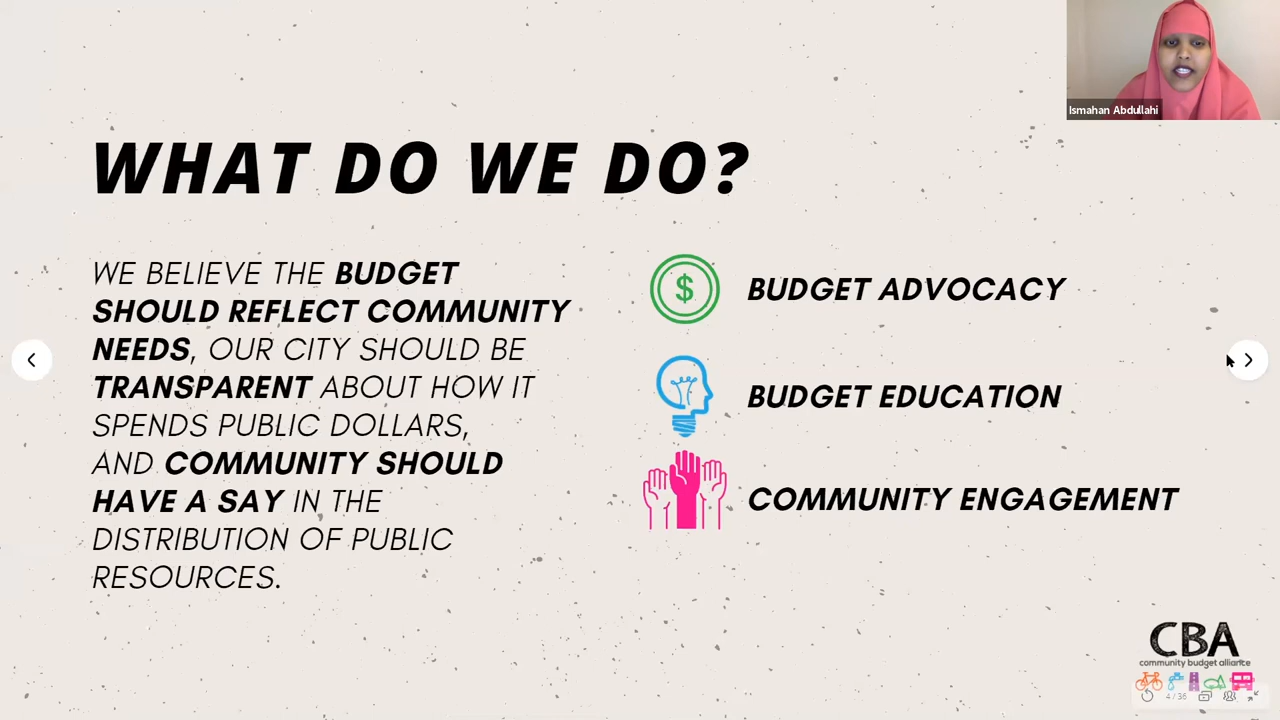 Ismahan Abdullahi
WHAT DO WE DO?
WE BELIEVE THE BUDGET
SHOULD REFLECT COMMUNITY
NEEDS, OUR CITY SHOULD BE
TRANSPARENT ABOUT HOW IT
SPENDS PUBLIC DOLLARS,
AND COMMUNITY SHOULD
HAVE A SAY IN THE
DISTRIBUTION OF PUBLIC
RESOURCES.
$
BUDGET ADVOCACY
BUDGET EDUCATION
COMMUNITY ENGAGEMENT
CBA
community budget alliance
4 / 36